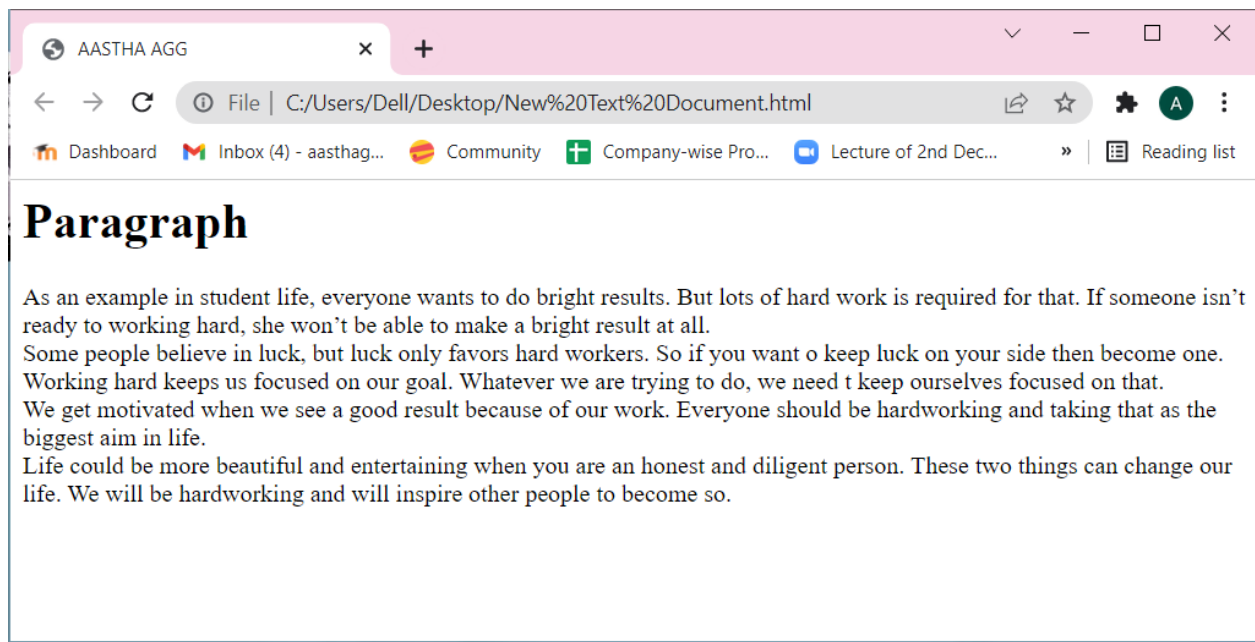 AASTHA AGG
File | C:/Users/Dell/Desktop/New%20Text%20Document.html
A
Dashboard Inbox (4) - aasthag... Community Company-wise Pro... Lecture of 2nd Dec... » Reading list
Paragraph
As an example in student life, everyone wants to do bright results. But lots of hard work is required for that. If someone isn’t
ready to working hard, she won’t be able to make a bright result at all.
Some people believe in luck, but luck only favors hard workers. So if you want o keep luck on your side then become one.
Working hard keeps us focused on our goal. Whatever we are trying to do, we need t keep ourselves focused on that.
We get motivated when we see a good result because of our work. Everyone should be hardworking and taking that as the
biggest aim in life.
Life could be more beautiful and entertaining when you are an honest and diligent person. These two things can change our
life. We will be hardworking and will inspire other people to become so.